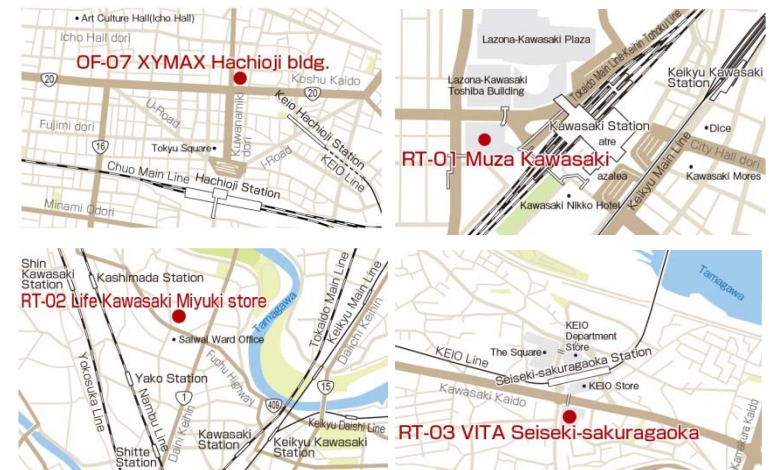 Art Culture Hall(Icho Hall)
Icho Hall dori
OF-07 XYMAX Hachioji bldg.
20
Koshu Kaido
20
U-Road
Kuwanamiki
dori
Keio Hachioji Station
KEIO Line
Fujimi dori
16
Tokyu Square
I-Road
Chuo Main Line
Hachioji Station
Minami Odori
Lazona-Kawasaki Plaza
Tokaido Main Line·Keihin Tohoku Line
Lazona-Kawasaki
Toshiba Building
Keikyu Kawasaki
Station
Kawasaki Station
atre
Dice
RT-01 Muza Kawasaki
City Hall dori
azalea
Kawasaki Mores
Keikyu Main Line
Kawasaki Nikko Hotel
Shin
Kawasaki
Station
Kashimada Station
RT-02 Life Kawasaki Miyuki store
Saiwai Ward Office
Tamagawa
Tokaido Main Line
Keikyu Main Line
Daiichi Keihin
Fuchu Highway
Yokosuka Line
Nambu Line
Yako Station
1
Daini Keihin
15
409
Keikyu Daishi Line
Shitte
Station
Kawasaki
Station
Keikyu Kawasaki
Station
Tamagawa
KEIO
Department
Store
The Square
KEIO Line
Seiseki-sakuragaoka Station
KEIO Store
Kawasaki Kaido
RT-03 VITA Seiseki-sakuragaoka
Kamakura Kaido